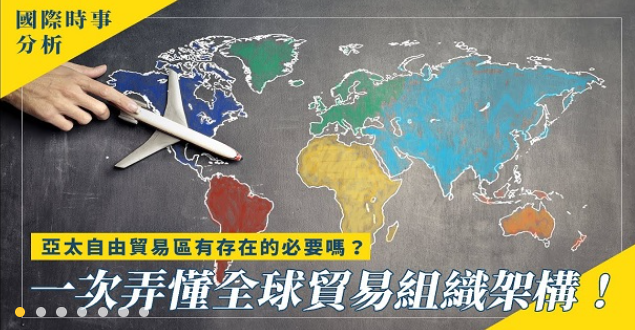 國際時事
分析
亞太自由貿易區有存在的必要嗎？
一次弄懂全球貿易組織架構！